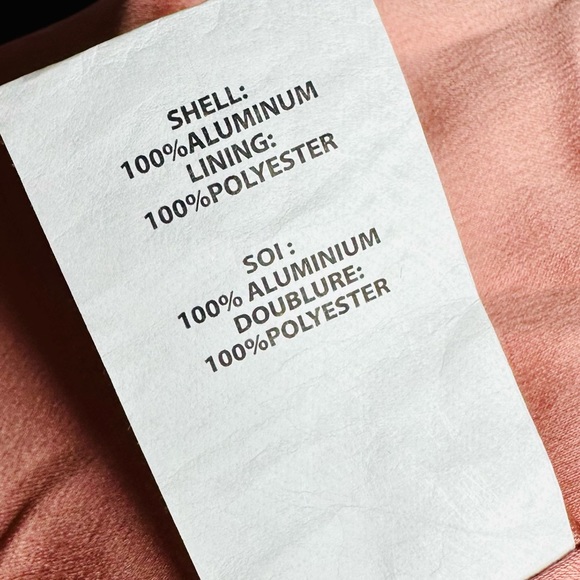 SHELL:
100%ALUMINUM
LINING:
100%POLYESTER
SOI :
100% ALUMINIUM
DOUBLURE:
100%POLYESTER